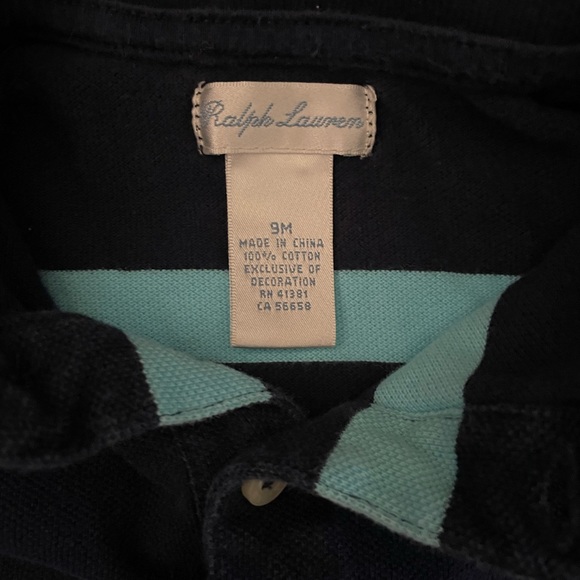 Ralph Lauren
9M
MADE IN CHINA
100% COTTON
EXCLUSIVE OF
DECORATION
RN 41381
CA 56658